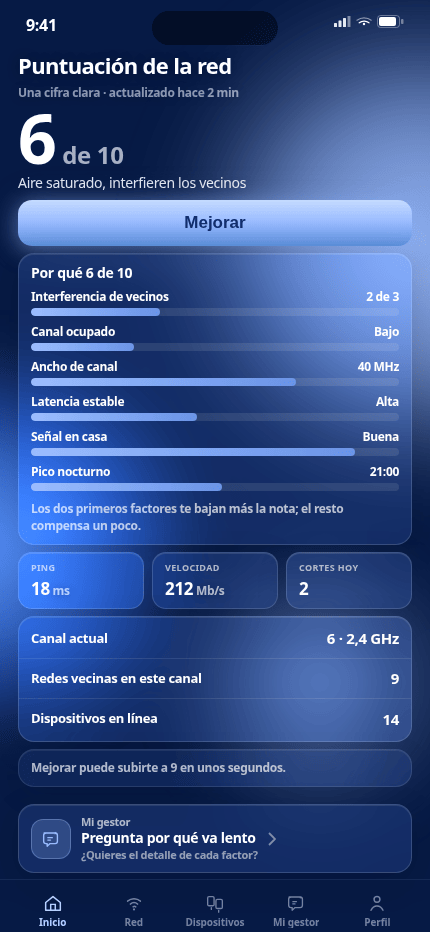 9:41
Puntuación de la red
Una cifra clara · actualizado hace 2 min
6 de 10
Aire saturado, interfieren los vecinos
Mejorar
Por qué 6 de 10
Interferencia de vecinos 2 de 3
Canal ocupado Bajo
Ancho de canal 40 MHz
Latencia estable Alta
Señal en casa Buena
Pico nocturno 21:00
Los dos primeros factores te bajan más la nota; el resto
compensa un poco.
PING VELOCIDAD CORTES HOY
18 ms 212 Mb/s 2
Canal actual 6 · 2,4 GHz
Redes vecinas en este canal 9
Dispositivos en línea 14
Mejorar puede subirte a 9 en unos segundos.
Mi gestor
Pregunta por qué va lento
¿Quieres el detalle de cada factor?
Inicio Red Dispositivos Mi gestor Perfil